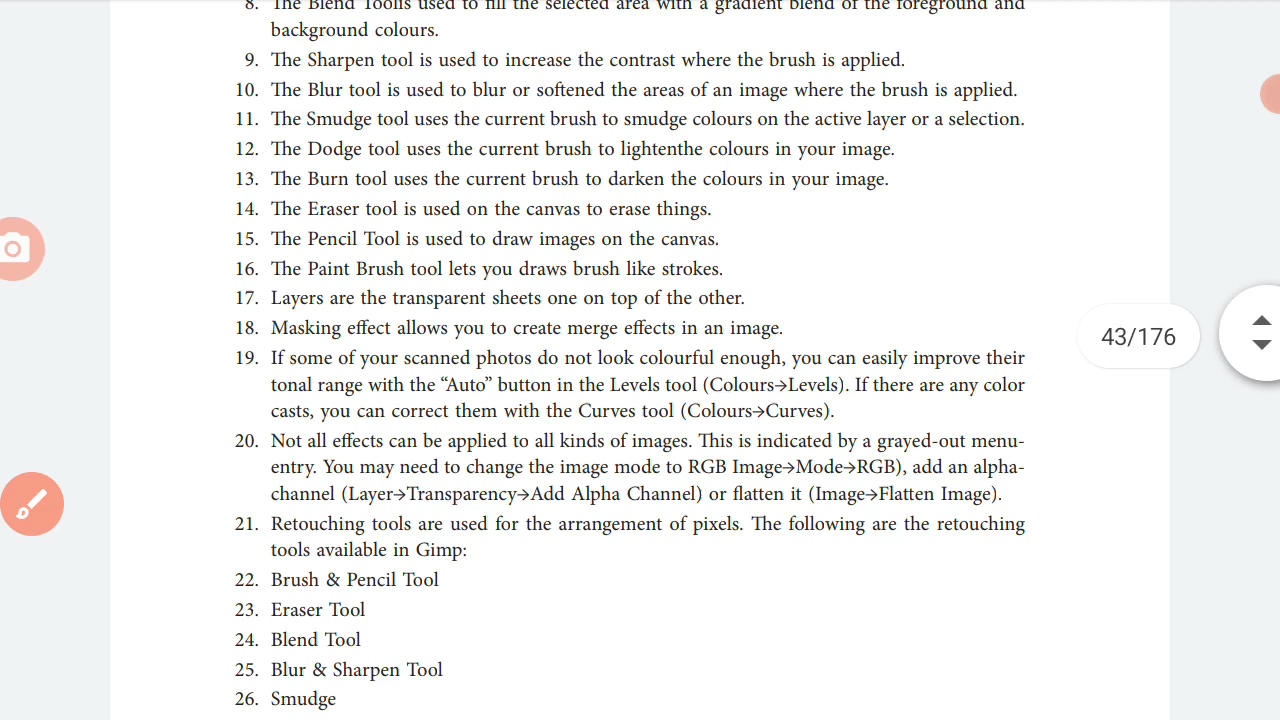 8. The Blend Toolis used to fill the selected area with a gradient blend of the foreground and
background colours.
9. The Sharpen tool is used to increase the contrast where the brush is applied.
10. The Blur tool is used to blur or softened the areas of an image where the brush is applied.
11. The Smudge tool uses the current brush to smudge colours on the active layer or a selection.
12. The Dodge tool uses the current brush to lightenthe colours in your image.
13. The Burn tool uses the current brush to darken the colours in your image.
14. The Eraser tool is used on the canvas to erase things.
15. The Pencil Tool is used to draw images on the canvas.
16. The Paint Brush tool lets you draws brush like strokes.
17. Layers are the transparent sheets one on top of the other.
18. Masking effect allows you to create merge effects in an image.
43/176
19. If some of your scanned photos do not look colourful enough, you can easily improve their
tonal range with the “Auto” button in the Levels tool (Colours→Levels). If there are any color
casts, you can correct them with the Curves tool (Colours→Curves).
20. Not all effects can be applied to all kinds of images. This is indicated by a grayed-out menu-
entry. You may need to change the image mode to RGB Image→Mode→RGB), add an alpha-
channel (Layer→Transparency→Add Alpha Channel) or flatten it (Image→Flatten Image).
21. Retouching tools are used for the arrangement of pixels. The following are the retouching
tools available in Gimp:
22. Brush & Pencil Tool
23. Eraser Tool
24. Blend Tool
25. Blur & Sharpen Tool
26. Smudge